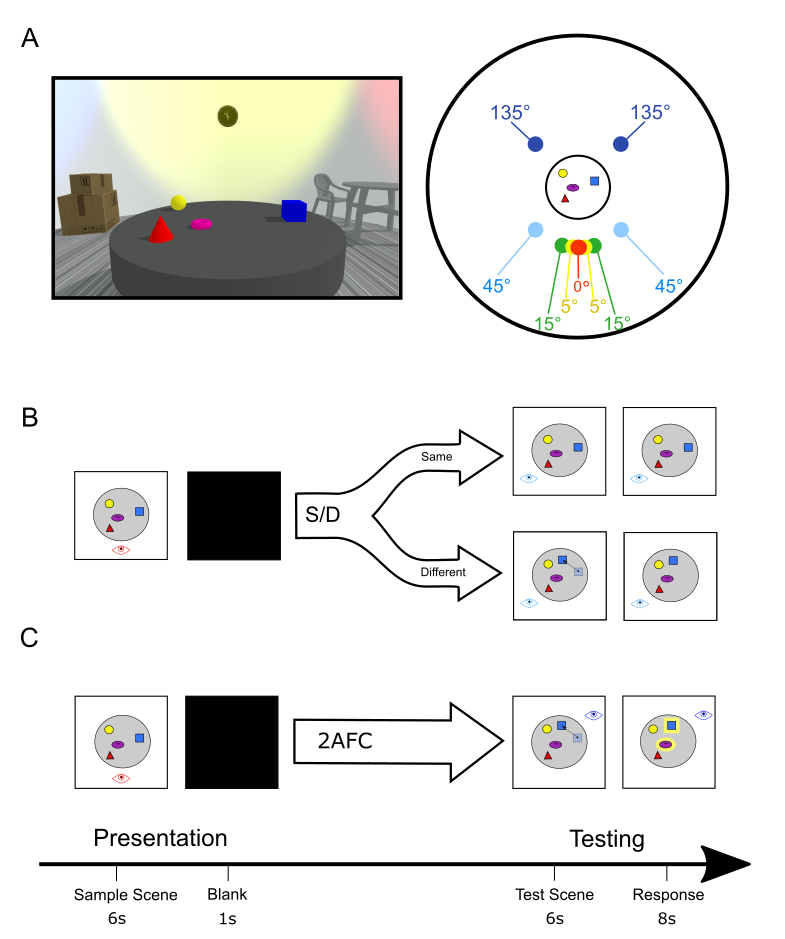 A
135°
135°
45°
45°
0°
5°
5°
15°
15°
B
S/D
Same
Different
C
2AFC
Presentation
Testing
Sample Scene
Blank
Test Scene
Response
6s
1s
6s
8s